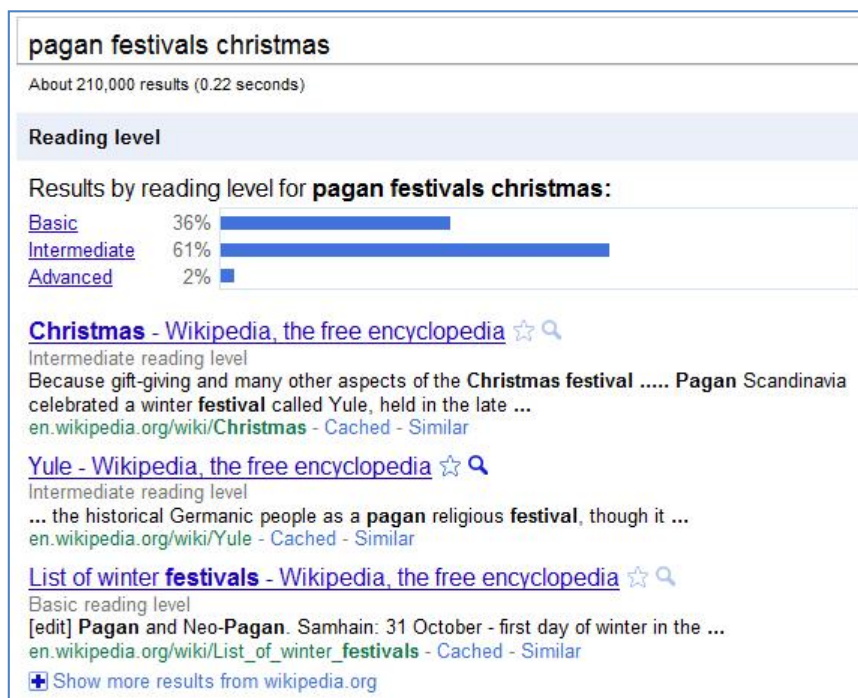 pagan festivals christmas
About 210,000 results (0.22 seconds)
Reading level
Results by reading level for pagan festivals christmas:
Basic 36%
Intermediate 61%
Advanced 2%
Christmas - Wikipedia, the free encyclopedia
Intermediate reading level
Because gift-giving and many other aspects of the Christmas festival ..... Pagan Scandinavia
celebrated a winter festival called Yule, held in the late ...
en.wikipedia.org/wiki/Christmas - Cached - Similar
Yule - Wikipedia, the free encyclopedia
Intermediate reading level
... the historical Germanic people as a pagan religious festival, though it ...
en.wikipedia.org/wiki/Yule - Cached - Similar
List of winter festivals - Wikipedia, the free encyclopedia
Basic reading level
[edit] Pagan and Neo-Pagan. Samhain: 31 October - first day of winter in the ...
en.wikipedia.org/wiki/List_of_winter_festivals - Cached - Similar
Show more results from wikipedia.org